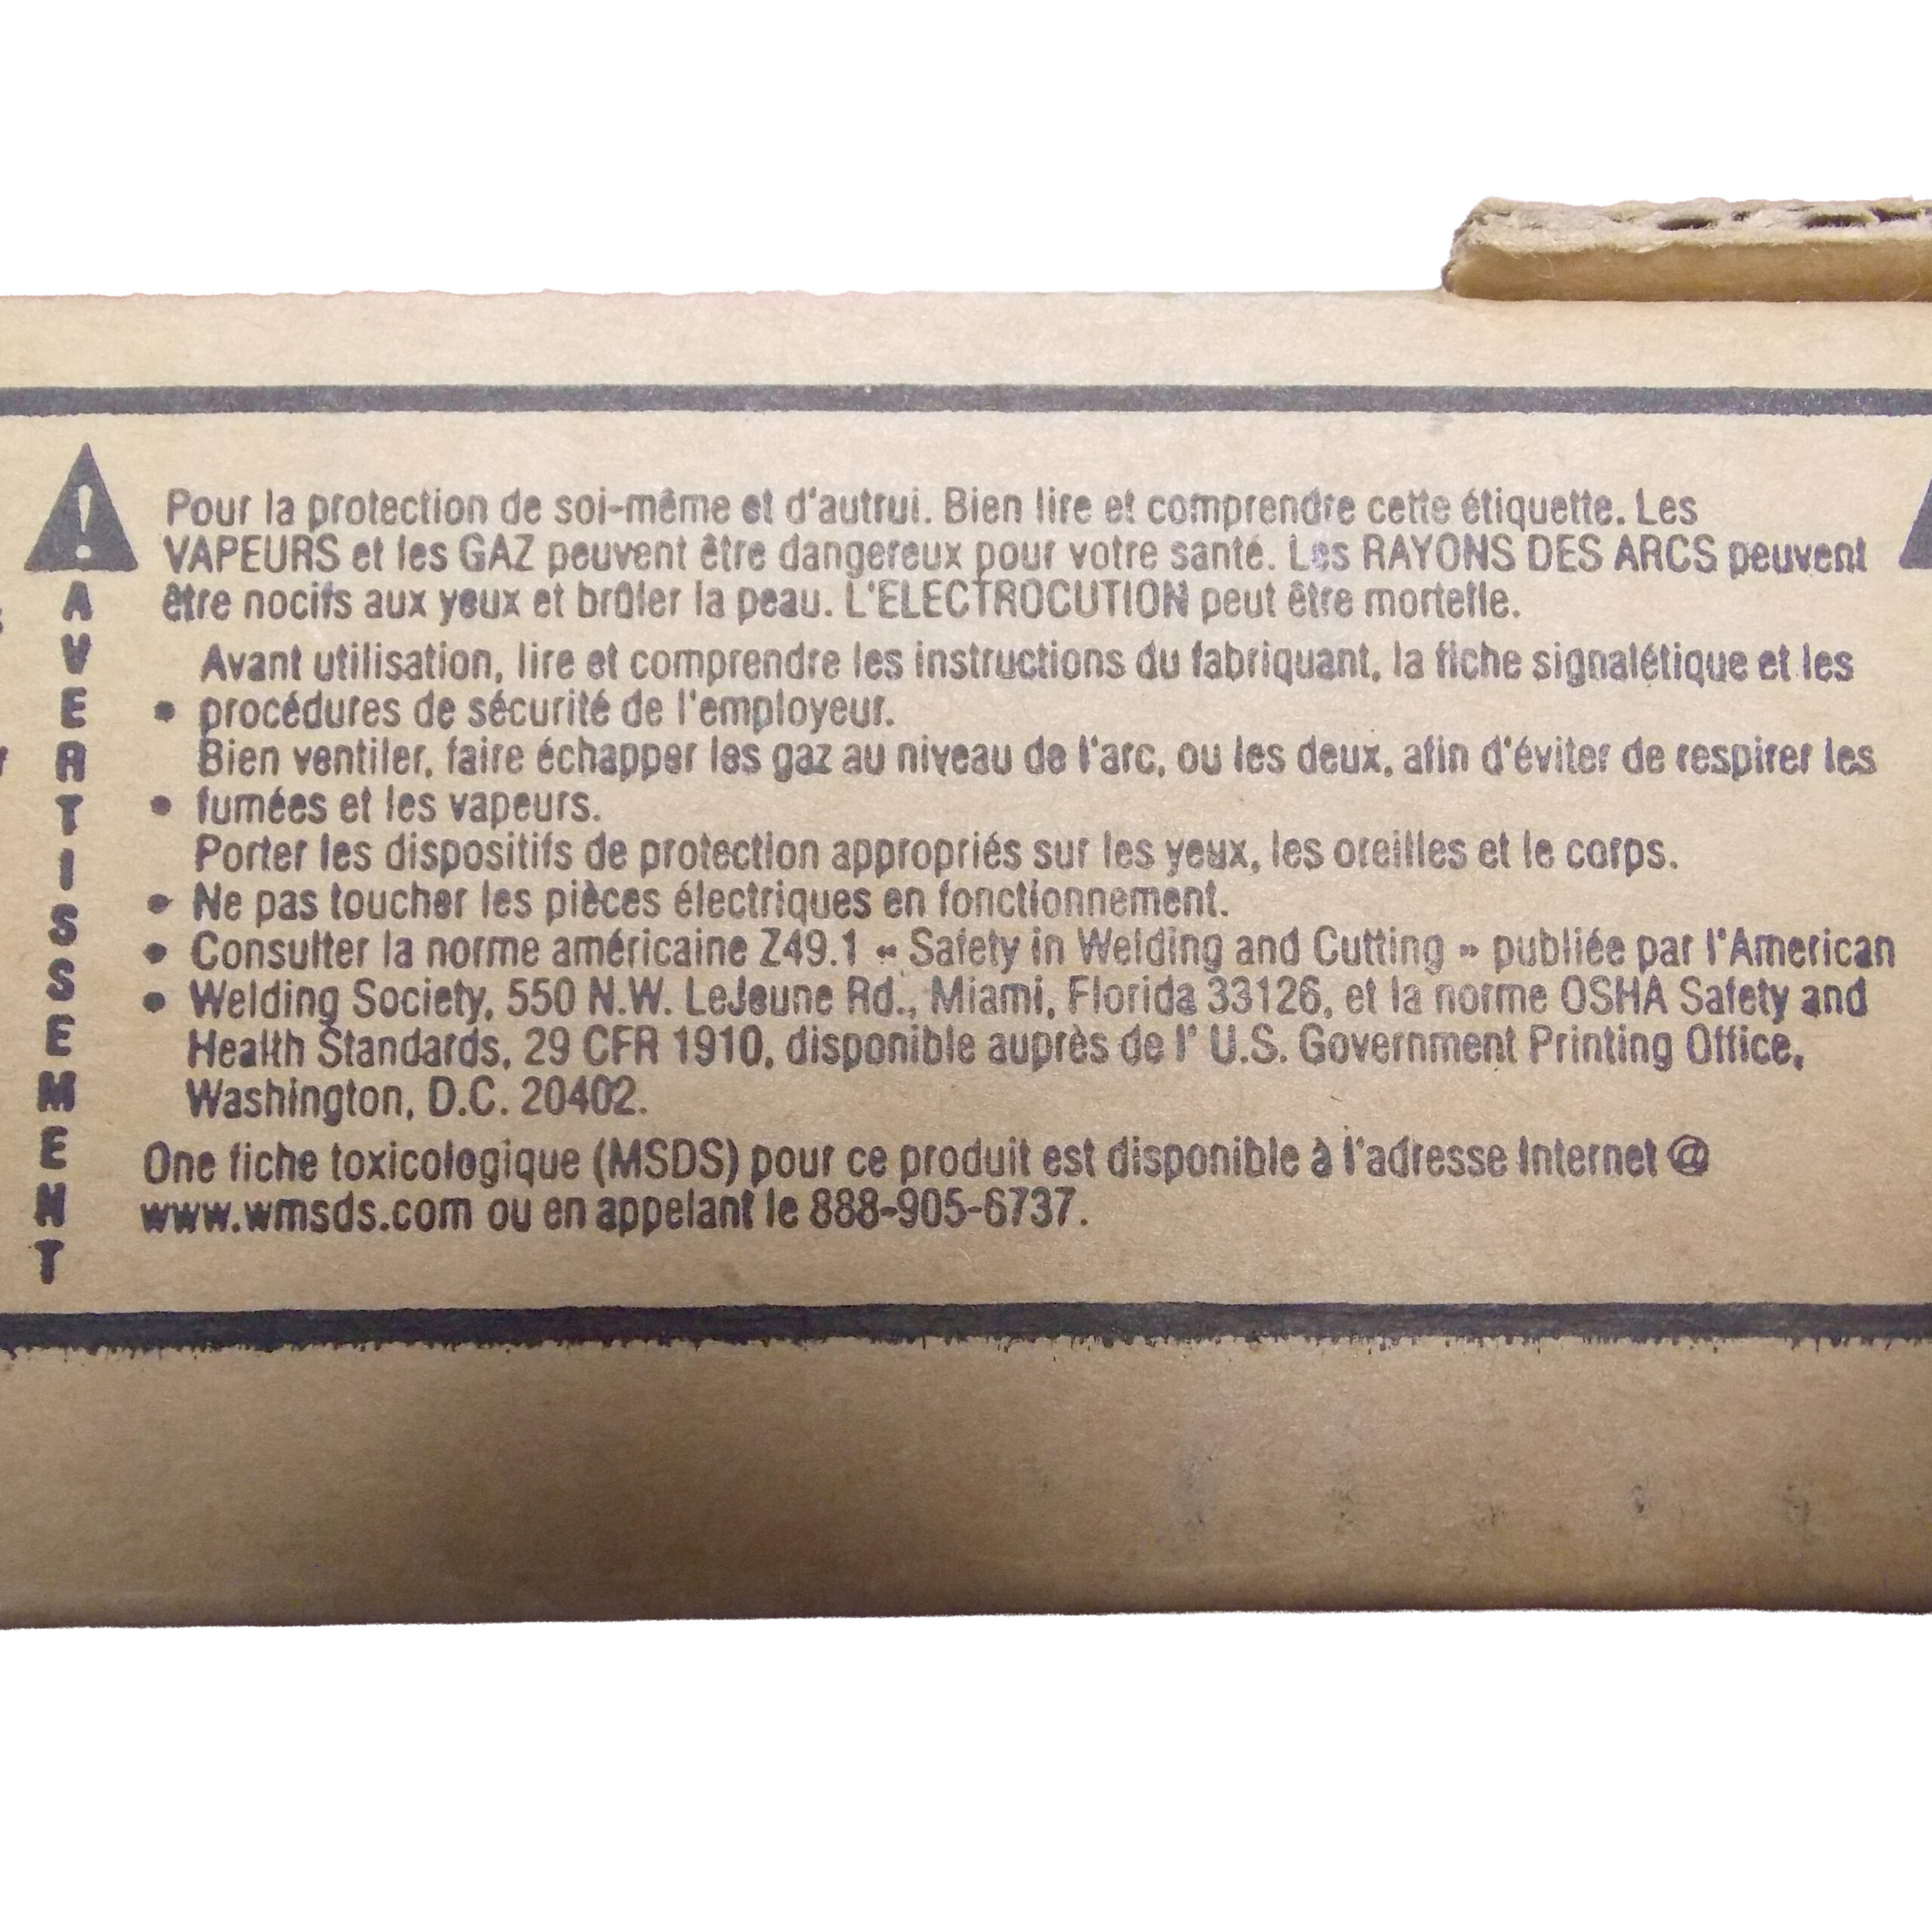 AVERTISSEMENT
Pour la protection de soi-même et d'autrui. Bien lire et comprendre cette étiquette. Les
VAPEURS et les GAZ peuvent être dangereux pour votre santé. Les RAYONS DES ARCS peuvent
être nocifs aux yeux et brûler la peau. L'ELECTROCUTION peut être mortelle.
Avant utilisation, lire et comprendre les instructions du fabriquant, la fiche signalétique et les
• procédures de sécurité de l'employeur.
Bien ventiler, faire échapper les gaz au niveau de l'arc, ou les deux, afin d'éviter de respirer les
• fumées et les vapeurs.
Porter les dispositifs de protection appropriés sur les yeux, les oreilles et le corps.
• Ne pas toucher les pièces électriques en fonctionnement.
• Consulter la norme américaine Z49.1 « Safety in Welding and Cutting » publiée par l'American
• Welding Society, 550 N.W. LeJeune Rd., Miami, Florida 33126, et la norme OSHA Safety and
Health Standards, 29 CFR 1910, disponible auprès de l' U.S. Government Printing Office,
Washington, D.C. 20402.
One fiche toxicologique (MSDS) pour ce produit est disponible à l'adresse Internet @
www.wmsds.com ou en appelant le 888-905-6737.